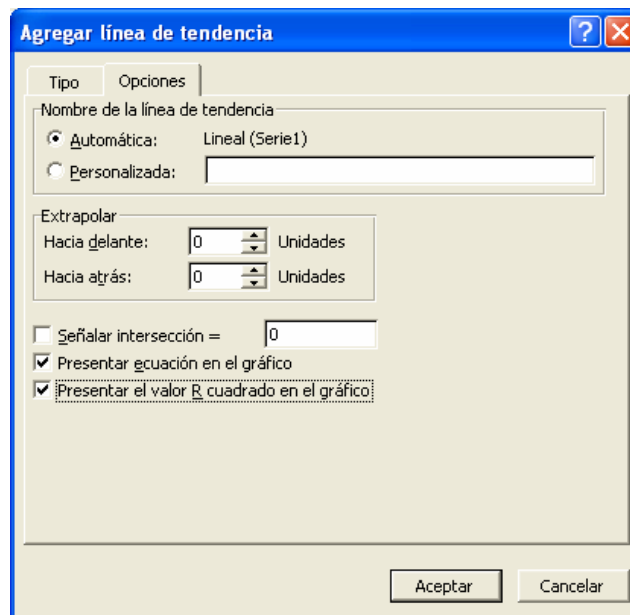 Agregar línea de tendencia
Tipo Opciones
Nombre de la línea de tendencia
Automática: Lineal (Serie1)
Personalizada:
Extrapolar
Hacia delante: 0 Unidades
Hacia atrás: 0 Unidades
Señalar intersección = 0
Presentar ecuación en el gráfico
Presentar el valor R cuadrado en el gráfico
Aceptar Cancelar